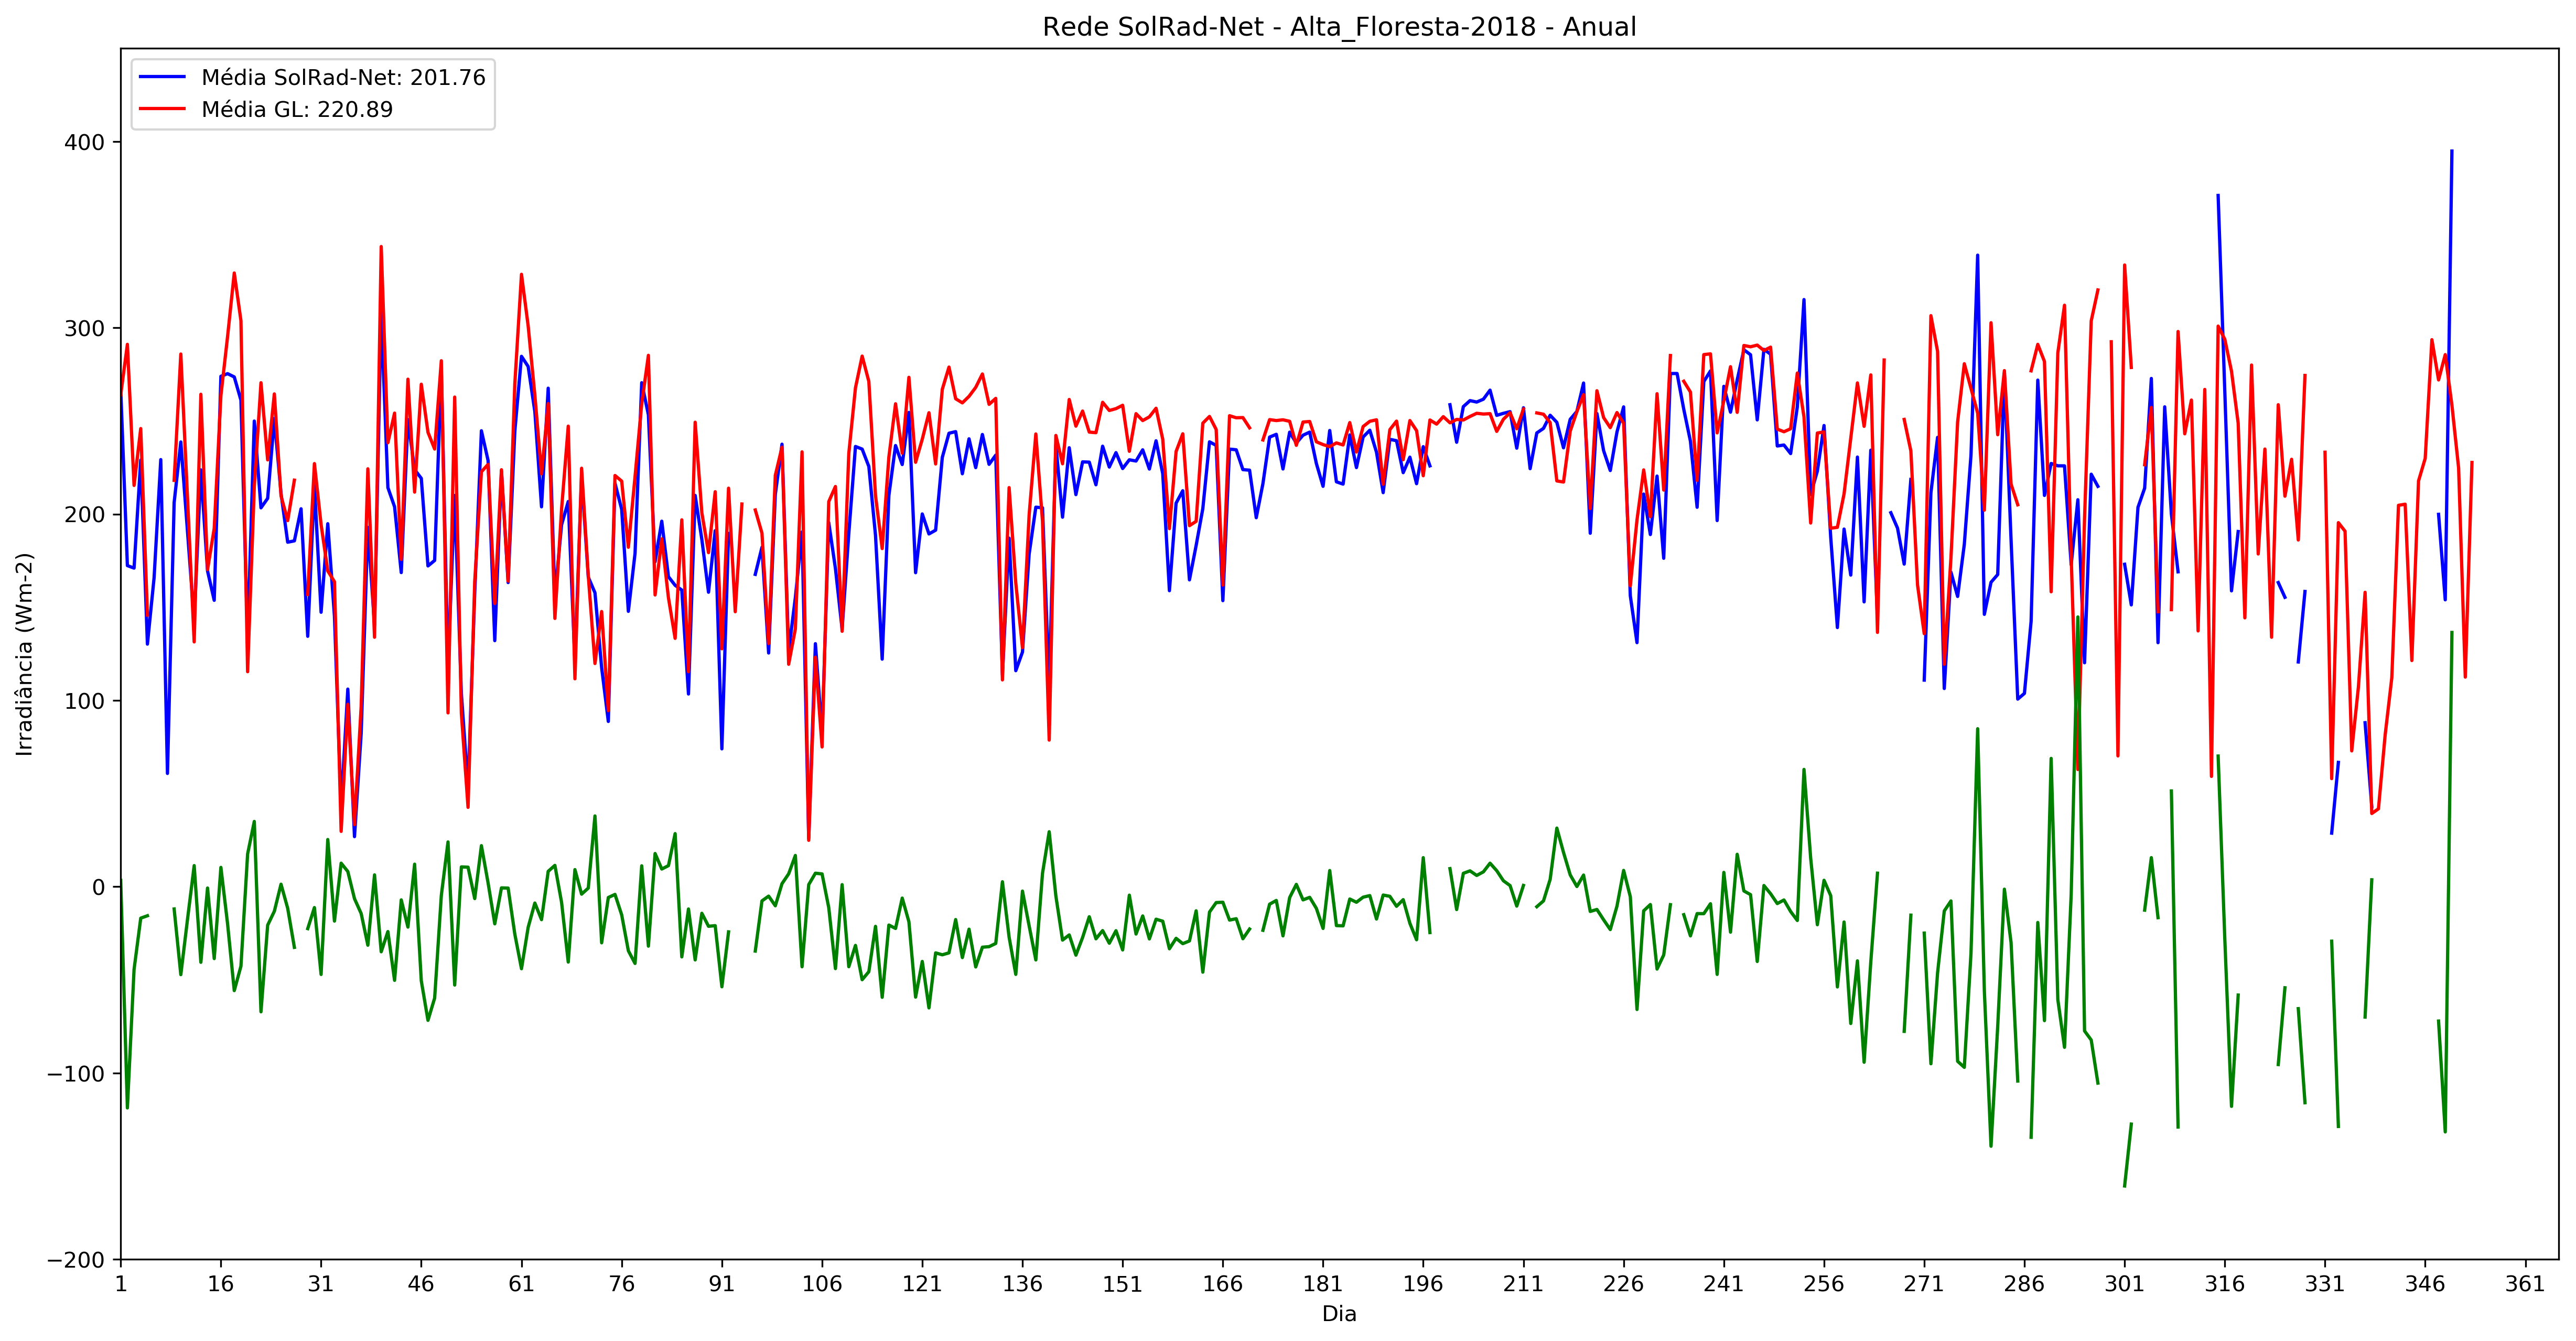 Rede SolRad-Net - Alta_Floresta-2018 - Anual
Média SolRad-Net: 201.76
Média GL: 220.89
400
300
200
100
0
−100
−200
Irradiância (Wm-2)
1 16 31 46 61 76 91 106 121 136 151 166 181 196 211 226 241 256 271 286 301 316 331 346 361
Dia